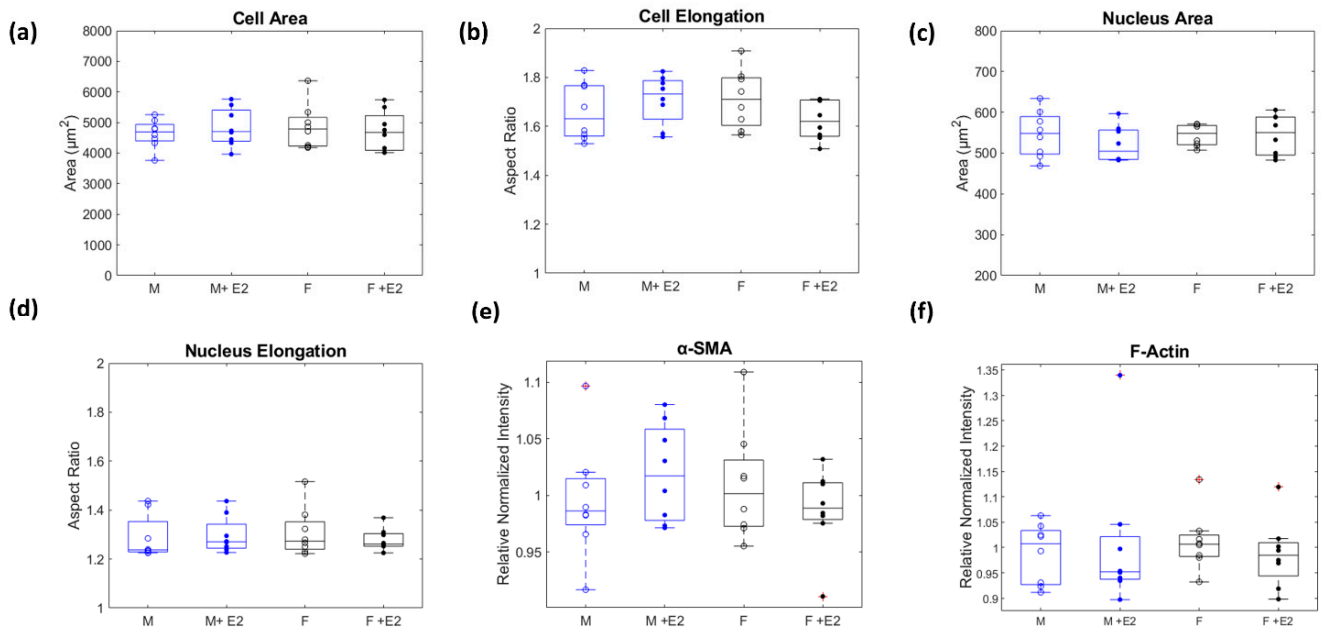 (a)
Cell Area
8000
7000
6000
5000
4000
3000
2000
1000
0
Area (µm²)
M
M+ E2
F
F +E2
(b)
Cell Elongation
2
1.8
1.6
1.4
1.2
1
Aspect Ratio
M
M+ E2
F
F +E2
(c)
Nucleus Area
800
700
600
500
400
300
200
Area (µm²)
M
M+ E2
F
F +E2
(d)
Nucleus Elongation
2
1.8
1.6
1.4
1.2
1
Aspect Ratio
M
M+ E2
F
F +E2
(e)
α-SMA
1.1
1.05
1
0.95
Relative Normalized Intensity
M
M +E2
F
F +E2
(f)
F-Actin
1.35
1.3
1.25
1.2
1.15
1.1
1.05
1
0.95
0.9
Relative Normalized Intensity
M
M +E2
F
F +E2